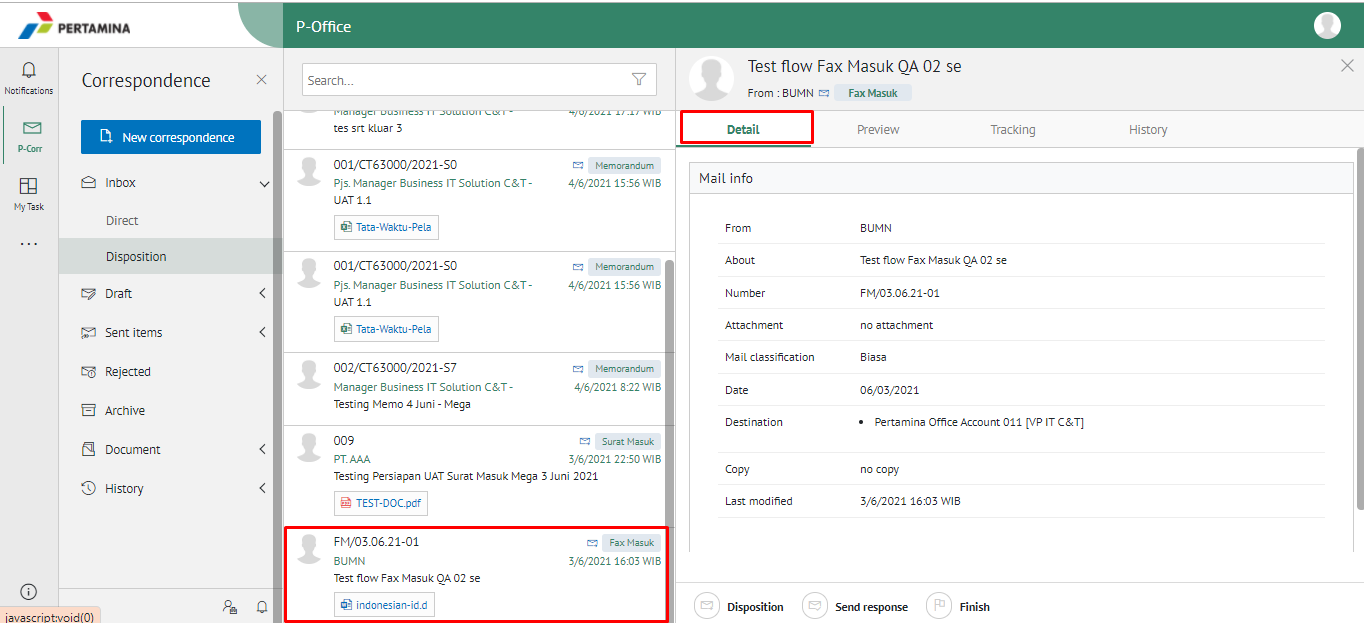 PERTAMINA
P-Office
Notifications
P-Corr
My Task
Correspondence
New correspondence
Inbox
Direct
Disposition
Draft
Sent items
Rejected
Archive
Document
History
javascript:void(0)
Search...
Manager Business IT Solution C&T - 4/6/2021 17:17 WIB
tes srt kluar 3
001/CT63000/2021-S0 Memorandum
Pjs. Manager Business IT Solution C&T - 4/6/2021 15:56 WIB
UAT 1.1
Tata-Waktu-Pela
001/CT63000/2021-S0 Memorandum
Pjs. Manager Business IT Solution C&T - 4/6/2021 15:56 WIB
UAT 1.1
Tata-Waktu-Pela
002/CT63000/2021-S7 Memorandum
Manager Business IT Solution C&T - 4/6/2021 8:22 WIB
Testing Memo 4 Juni - Mega
009 Surat Masuk
PT. AAA 3/6/2021 22:50 WIB
Testing Persiapan UAT Surat Masuk Mega 3 Juni 2021
TEST-DOC.pdf
FM/03.06.21-01 Fax Masuk
BUMN 3/6/2021 16:03 WIB
Test flow Fax Masuk QA 02 se
indonesian-id.d
Test flow Fax Masuk QA 02 se
From : BUMN Fax Masuk
Detail Preview Tracking History
Mail info
From BUMN
About Test flow Fax Masuk QA 02 se
Number FM/03.06.21-01
Attachment no attachment
Mail classification Biasa
Date 06/03/2021
Destination • Pertamina Office Account 011 [VP IT C&T]
Copy no copy
Last modified 3/6/2021 16:03 WIB
Disposition Send response Finish